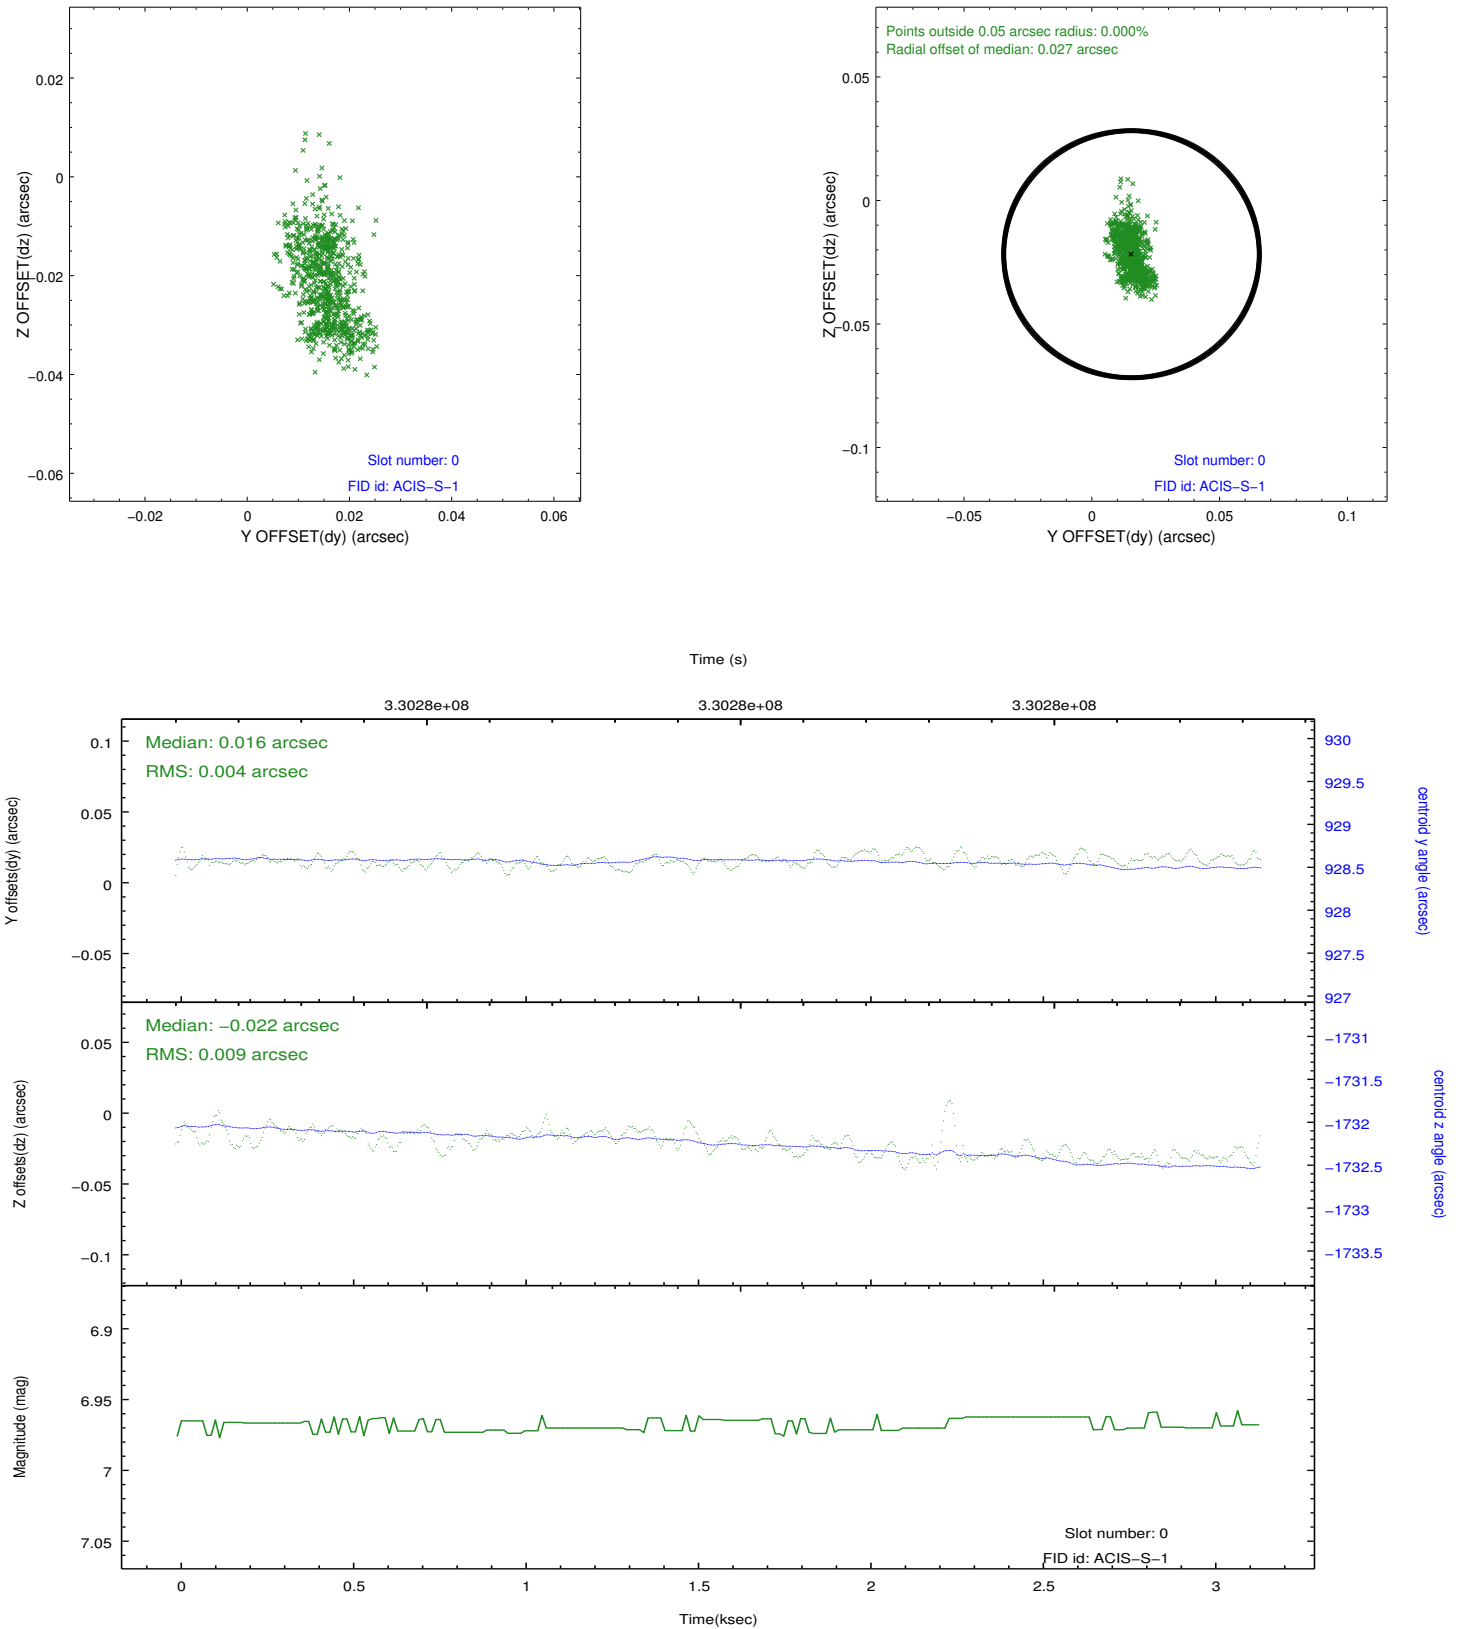 0.02
0
−0.02
−0.04
−0.06
Z OFFSET(dz) (arcsec)
Slot number: 0
FID id: ACIS−S−1
−0.02
0
0.02
0.04
0.06
Y OFFSET(dy) (arcsec)
Points outside 0.05 arcsec radius: 0.000%
Radial offset of median: 0.027 arcsec
0.05
0
−0.05
−0.1
Z OFFSET(dz) (arcsec)
Slot number: 0
FID id: ACIS−S−1
−0.05
0
0.05
0.1
Y OFFSET(dy) (arcsec)
Time (s)
3.3028e+08
3.3028e+08
3.3028e+08
Median: 0.016 arcsec
RMS: 0.004 arcsec
0.1
0.05
0
−0.05
Y offsets(dy) (arcsec)
930
929.5
929
928.5
928
927.5
927
centroid y angle (arcsec)
Median: −0.022 arcsec
RMS: 0.009 arcsec
0.05
0
−0.05
−0.1
Z offsets(dz) (arcsec)
−1731
−1731.5
−1732
−1732.5
−1733
−1733.5
centroid z angle (arcsec)
6.9
6.95
7
7.05
Magnitude (mag)
Slot number: 0
FID id: ACIS−S−1
0
0.5
1
1.5
2
2.5
3
Time(ksec)